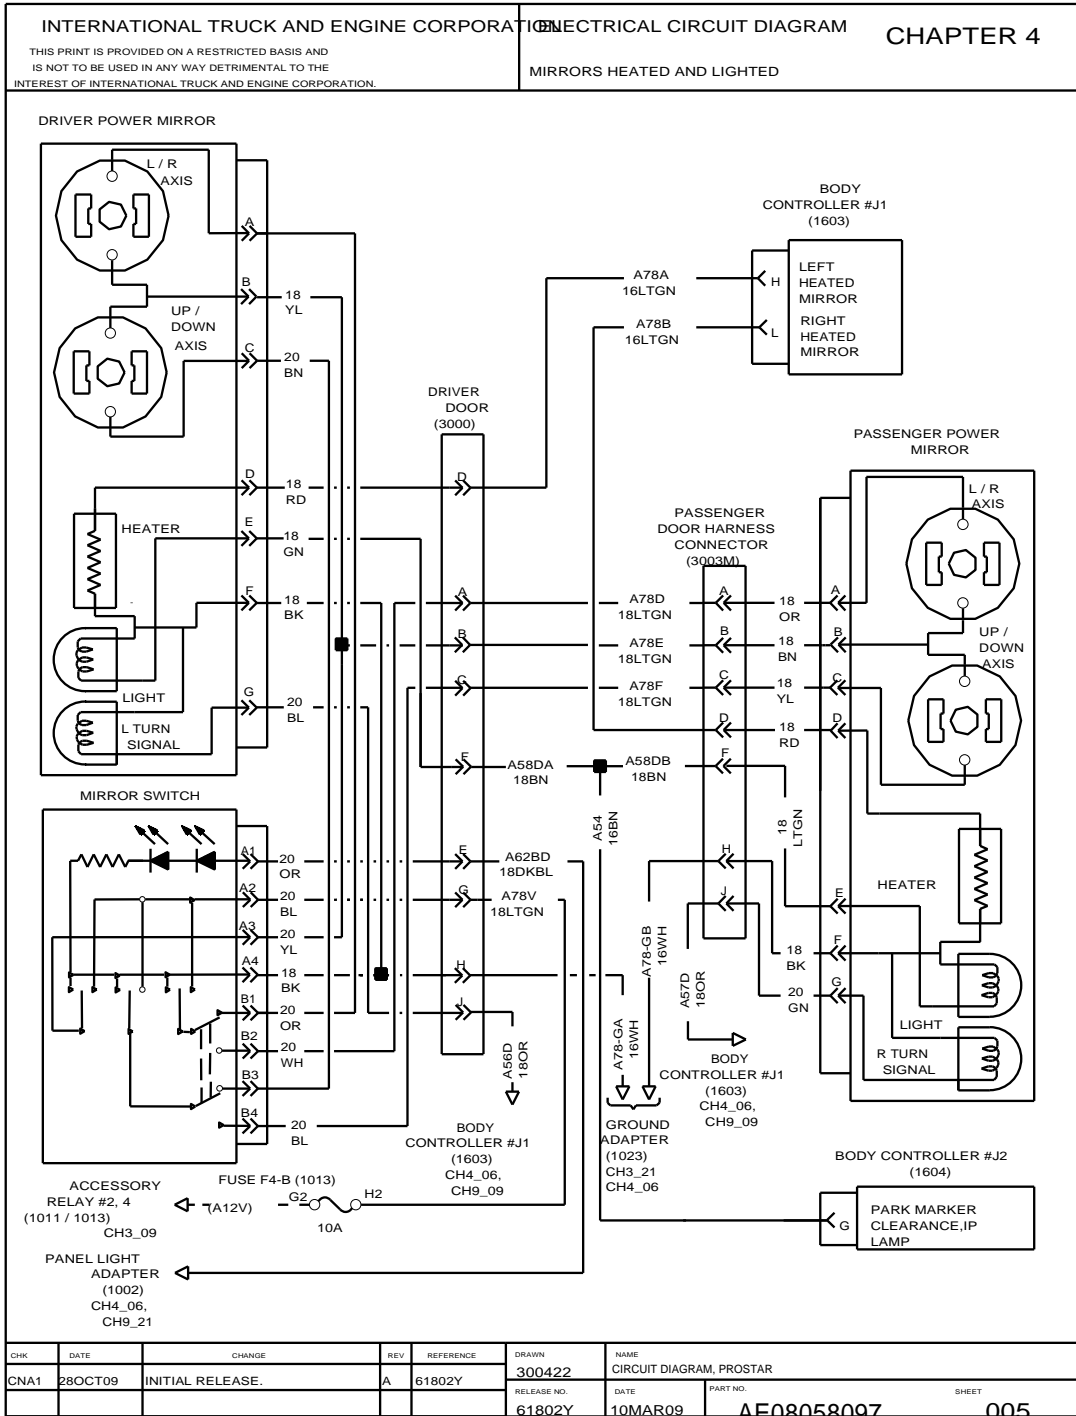 INTERNATIONAL TRUCK AND ENGINE CORPORATION
THIS PRINT IS PROVIDED ON A RESTRICTED BASIS AND
IS NOT TO BE USED IN ANY WAY DETRIMENTAL TO THE
INTEREST OF INTERNATIONAL TRUCK AND ENGINE CORPORATION.
ELECTRICAL CIRCUIT DIAGRAM
MIRRORS HEATED AND LIGHTED
CHAPTER 4
DRIVER POWER MIRROR
L / R
AXIS
UP /
DOWN
AXIS
HEATER
LIGHT
L TURN
SIGNAL
A
B
18
YL
C
20
BN
D
18
RD
E
18
GN
F
18
BK
G
20
BL
MIRROR SWITCH
A1
20
OR
A2
20
BL
A3
20
YL
A4
18
BK
B1
20
OR
B2
20
WH
B3
B4
20
BL
DRIVER
DOOR
(3000)
D
A
B
C
F
E
G
H
J
A78A
16LTGN
A78B
16LTGN
BODY
CONTROLLER #J1
(1603)
H
LEFT
HEATED
MIRROR
L
RIGHT
HEATED
MIRROR
A78D
18LTGN
A78E
18LTGN
A78F
18LTGN
A58DA
18BN
A58DB
18BN
A54
16BN
A62BD
18DKBL
A78V
18LTGN
A56D
18OR
PASSENGER
DOOR HARNESS
CONNECTOR
(3003M)
A
B
C
D
F
H
J
18
OR
18
BN
18
YL
18
RD
18
LTGN
18
BK
20
GN
A78-GB
16WH
A57D
18OR
A78-GA
16WH
PASSENGER POWER
MIRROR
A
B
C
D
E
F
G
L / R
AXIS
UP /
DOWN
AXIS
HEATER
LIGHT
R TURN
SIGNAL
BODY
CONTROLLER #J1
(1603)
CH4_06,
CH9_09
GROUND
ADAPTER
(1023)
CH3_21
CH4_06
BODY
CONTROLLER #J1
(1603)
CH4_06,
CH9_09
BODY CONTROLLER #J2
(1604)
G
PARK MARKER
CLEARANCE,IP
LAMP
ACCESSORY
RELAY #2, 4
(1011 / 1013)
CH3_09
(A12V)
FUSE F4-B (1013)
G2
H2
10A
PANEL LIGHT
ADAPTER
(1002)
CH4_06,
CH9_21
CHK DATE CHANGE REV REFERENCE
CNA1 28OCT09 INITIAL RELEASE. A 61802Y
DRAWN
300422
NAME
CIRCUIT DIAGRAM, PROSTAR
RELEASE NO.
61802Y
DATE
10MAR09
PART NO.
AE08058097
SHEET
005